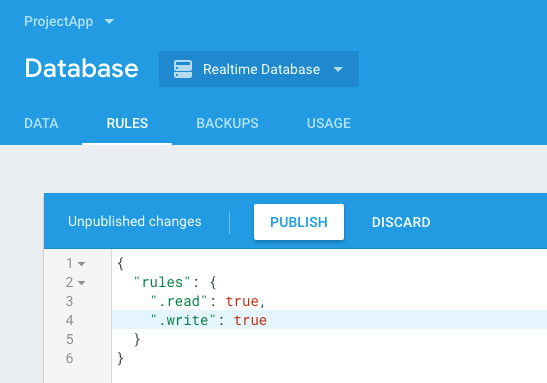 ProjectApp
Database Realtime Database
DATA RULES BACKUPS USAGE
Unpublished changes PUBLISH DISCARD
1 {
2 "rules": {
3 ".read": true,
4 ".write": true
5 }
6 }